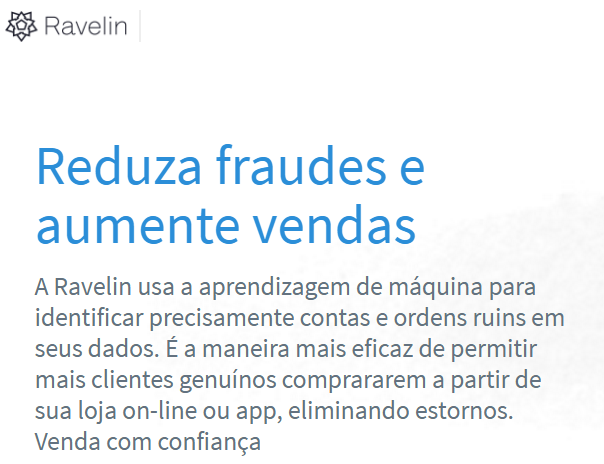 Ravelin
Reduza fraudes e
aumente vendas
A Ravelin usa a aprendizagem de máquina para
identificar precisamente contas e ordens ruins em
seus dados. É a maneira mais eficaz de permitir
mais clientes genuínos comprararem a partir de
sua loja on-line ou app, eliminando estornos.
Venda com confiança